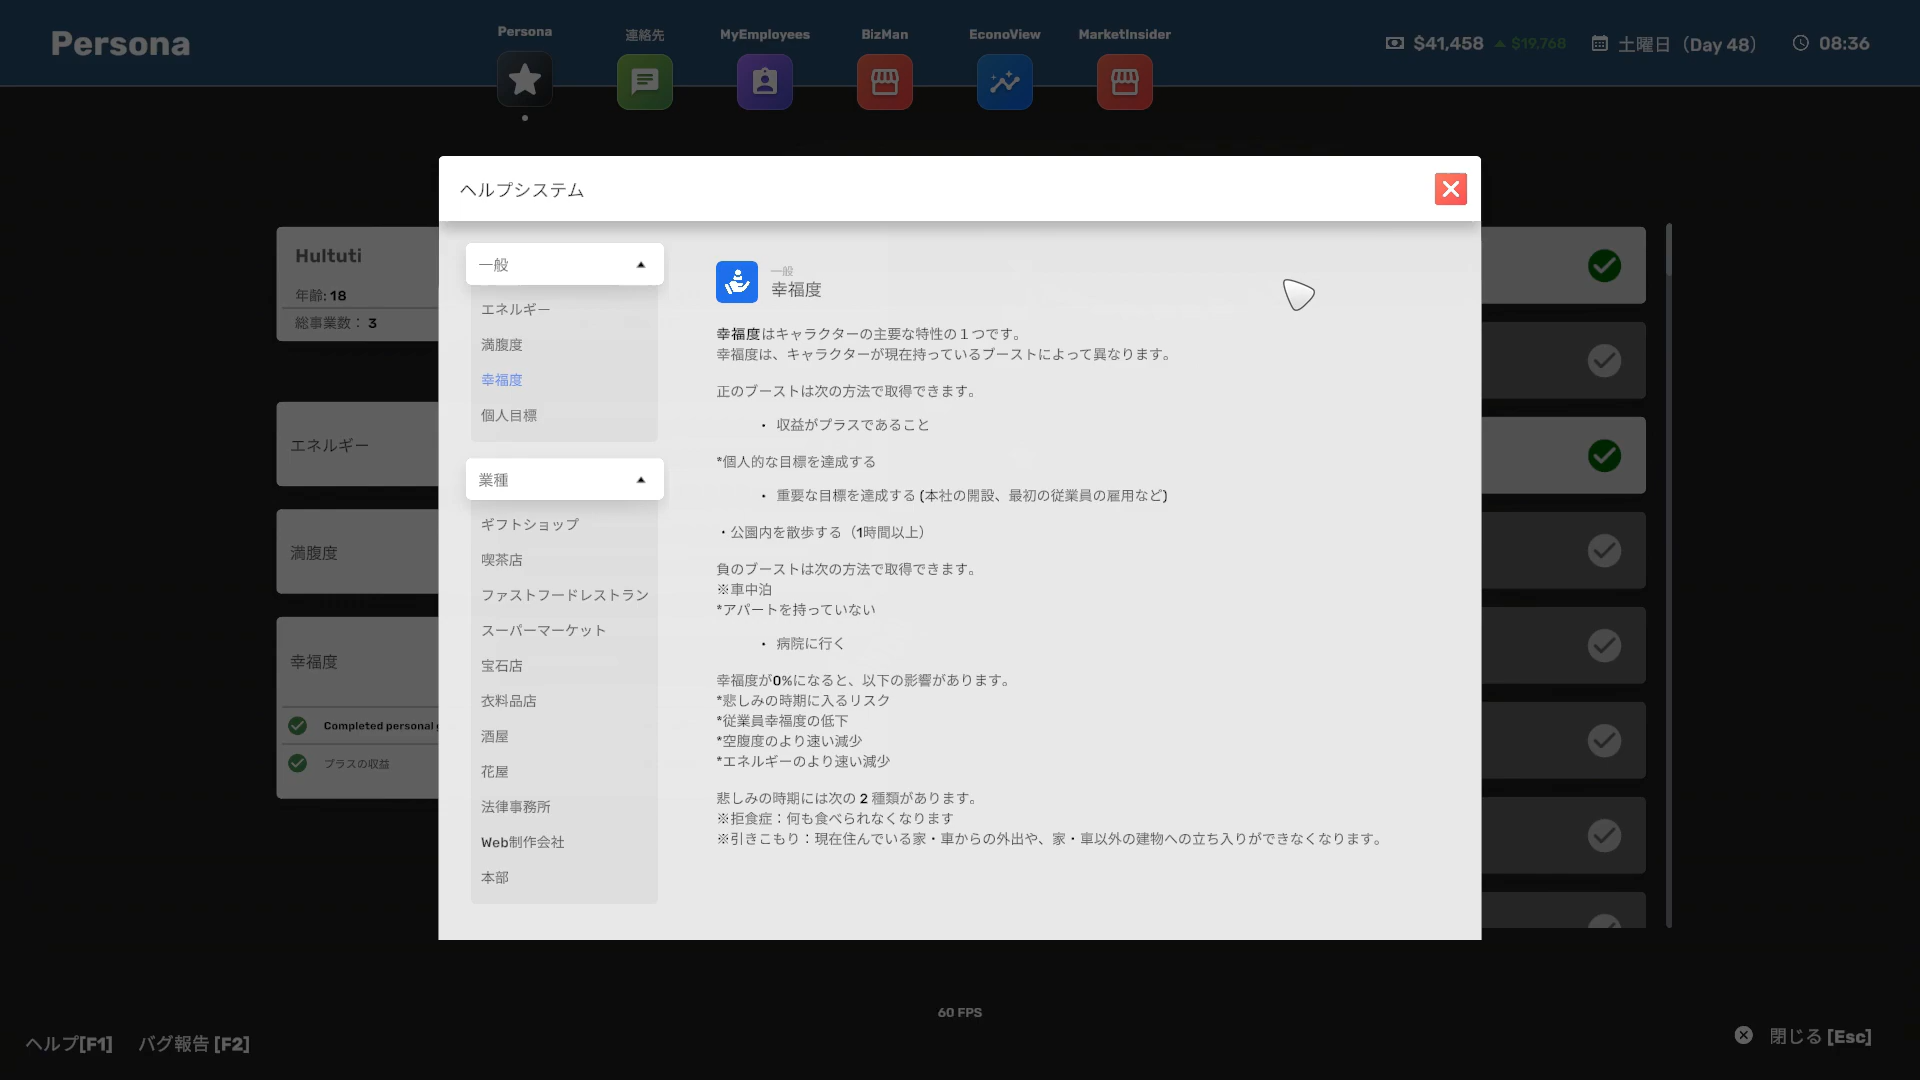 Persona
Persona
連絡先
MyEmployees
BizMan
EconoView
MarketInsider
$41,458
$19,768
土曜日（Day 48）
08:36
ヘルプシステム
Hultuti
年齢: 18
総事業数： 3
エネルギー
満腹度
幸福度
Completed personal
プラスの収益
一般
エネルギー
満腹度
幸福度
個人目標
業種
ギフトショップ
喫茶店
ファストフードレストラン
スーパーマーケット
宝石店
衣料品店
酒屋
花屋
法律事務所
Web制作会社
本部
一般
幸福度
幸福度はキャラクターの主要な特性の１つです。
幸福度は、キャラクターが現在持っているブーストによって異なります。
正のブーストは次の方法で取得できます。
・ 収益がプラスであること
*個人的な目標を達成する
・ 重要な目標を達成する (本社の開設、最初の従業員の雇用など)
・公園内を散歩する（1時間以上）
負のブーストは次の方法で取得できます。
※車中泊
*アパートを持っていない
・ 病院に行く
幸福度が0%になると、以下の影響があります。
*悲しみの時期に入るリスク
*従業員幸福度の低下
*空腹度のより速い減少
*エネルギーのより速い減少
悲しみの時期には次の 2 種類があります。
※拒食症：何も食べられなくなります
※引きこもり：現在住んでいる家・車からの外出や、家・車以外の建物への立ち入りができなくなります。
60 FPS
ヘルプ[F1]
バグ報告 [F2]
閉じる [Esc]